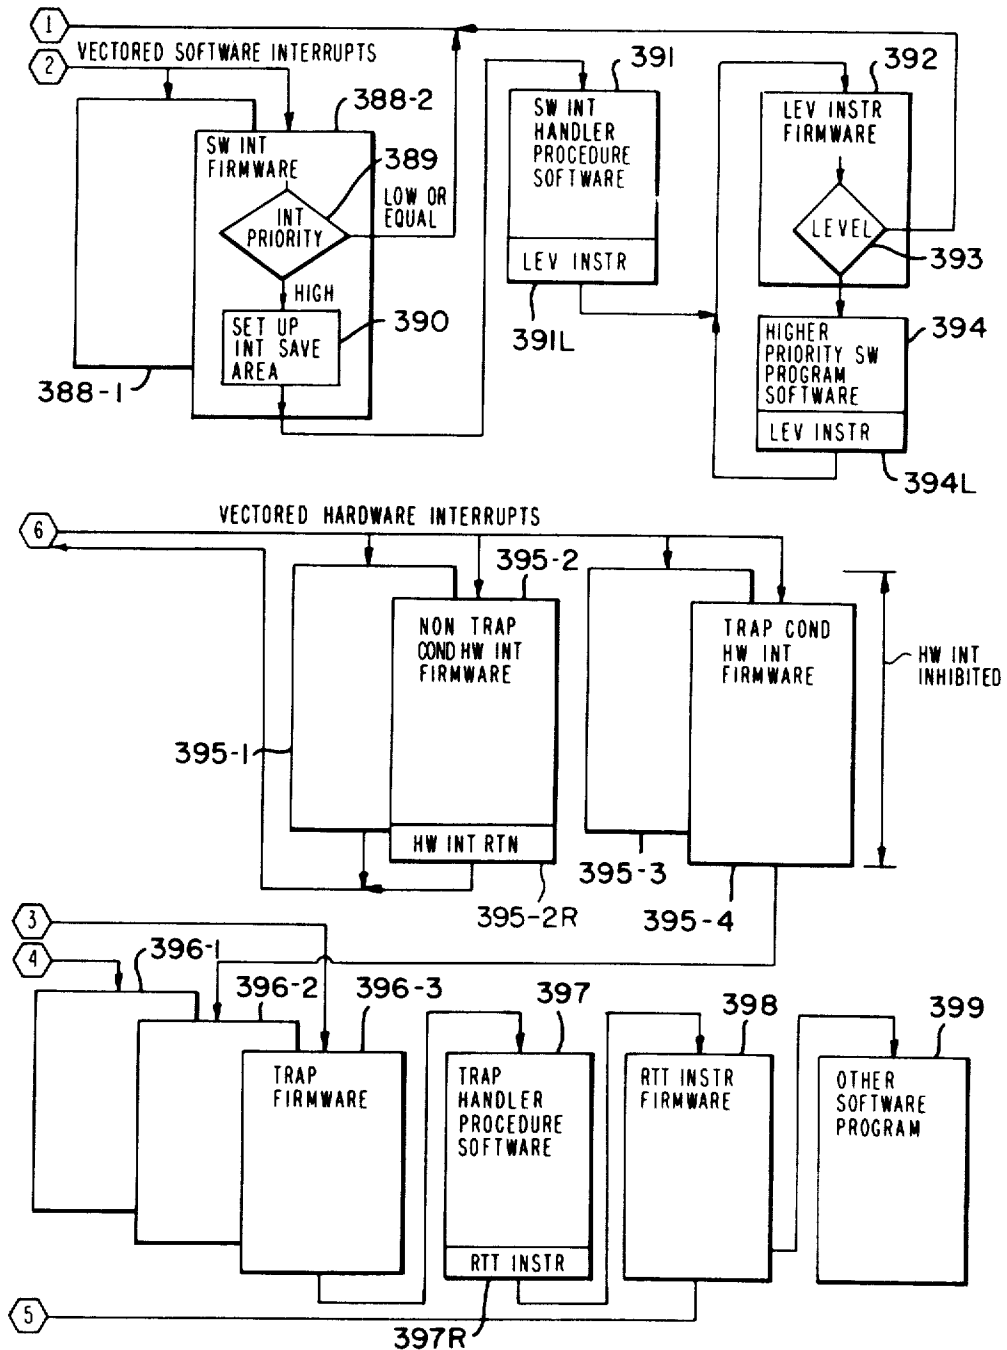 1
VECTORED SOFTWARE INTERRUPTS
2
391
392
388-2
SW INT
FIRMWARE
389
INT
PRIORITY
LOW OR
EQUAL
HIGH
SET UP
INT SAVE
AREA
390
388-1
SW INT
HANDLER
PROCEDURE
SOFTWARE
LEV INSTR
391L
LEV INSTR
FIRMWARE
LEVEL
393
394
HIGHER
PRIORITY SW
PROGRAM
SOFTWARE
LEV INSTR
394L
VECTORED HARDWARE INTERRUPTS
6
395-2
NON TRAP
COND HW INT
FIRMWARE
TRAP COND
HW INT
FIRMWARE
HW INT
INHIBITED
395-1
HW INT RTN
395-3
395-2R
395-4
3
4
396-1
396-2
396-3
397
398
399
TRAP
FIRMWARE
TRAP
HANDLER
PROCEDURE
SOFTWARE
RTT INSTR
RTT INSTR
FIRMWARE
OTHER
SOFTWARE
PROGRAM
5
397R